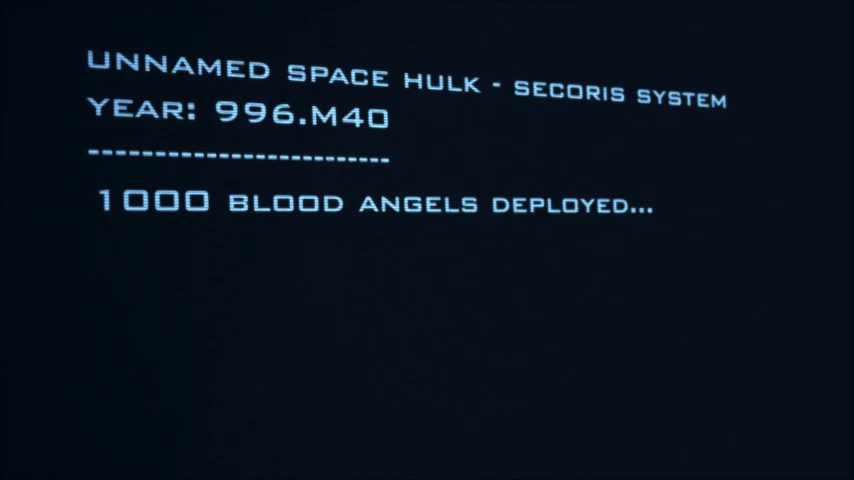 UNNAMED SPACE HULK - SECORIS SYSTEM
YEAR: 996.M40
-------------------------
1000 BLOOD ANGELS DEPLOYED...